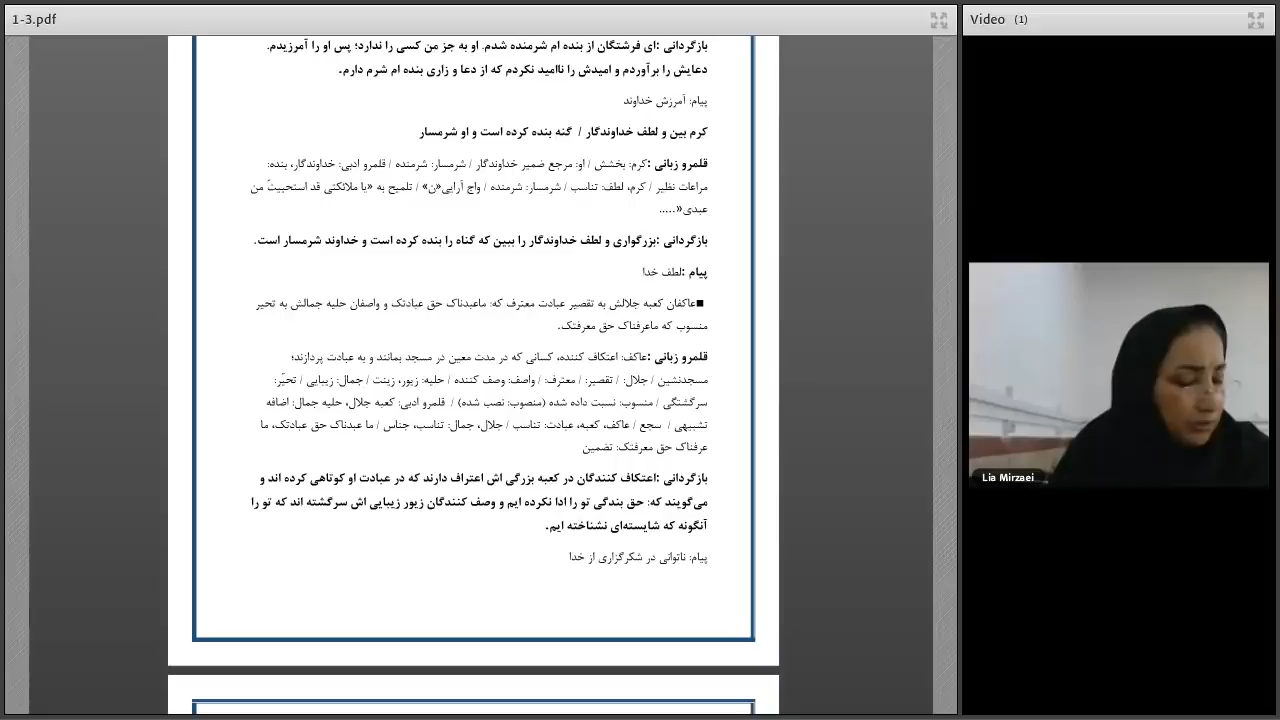 1-3.pdf
Video (1)
بازگردانی :ای فرشتگان از بنده ام شرمنده شدم. او به جز من کسی را ندارد؛ پس او را آمرزیدم.
دعایش را برآوردم و امیدش را ناامید نکردم که از دعا و زاری بنده ام شرم دارم.
پیام: آمرزش خداوند
کرم بین و لطف خداوندگار / گنه بنده کرده است و او شرمسار
قلمرو زبانی :کرم: بخشش / او: مرجع ضمیر خداوندگار / شرمسار: شرمنده / قلمرو ادبی: خداوندگار، بنده:
مراعات نظیر / کرم، لطف: تناسب / شرمسار: شرمنده / واج آرایی«ن» / تلمیح به «یا ملائکتی قد استحییتُ من
عبدی«.....
بازگردانی :بزرگواری و لطف خداوندگار را ببین که گناه را بنده کرده است و خداوند شرمسار است.
پیام :لطف خدا
■عاکفان کعبه جلالش به تقصیر عبادت معترف که: ماعبدناک حق عبادتک و واصفان حلیه جمالش به تحیر
منسوب که ماعرفناک حق معرفتک.
قلمرو زبانی :عاکف: اعتکاف کننده، کسانی که در مدت معین در مسجد بمانند و به عبادت پردازند؛
مسجدنشین / جلال: / تقصیر: / معترف: / واصف: وصف کننده / حلیه: زیور، زینت / جمال: زیبایی / تحیّر:
سرگشتگی / منسوب: نسبت داده شده (منصوب: نصب شده) / قلمرو ادبی: کعبه جلال، حلیه جمال: اضافه
تشبیهی / سجع / عاکف، کعبه، عبادت: تناسب / جلال، جمال: تناسب، جناس / ما عبدناک حق عبادتک، ما
عرفناک حق معرفتک: تضمین
بازگردانی :اعتکاف کنندگان در کعبه بزرگی اش اعتراف دارند که در عبادت او کوتاهی کرده اند و
می‌گویند که: حق بندگی تو را ادا نکرده ایم و وصف کنندگان زیور زیبایی اش سرگشته اند که تو را
آنگونه که شایسته‌ای نشناخته ایم.
پیام: ناتوانی در شکرگزاری از خدا
Lia Mirzaei